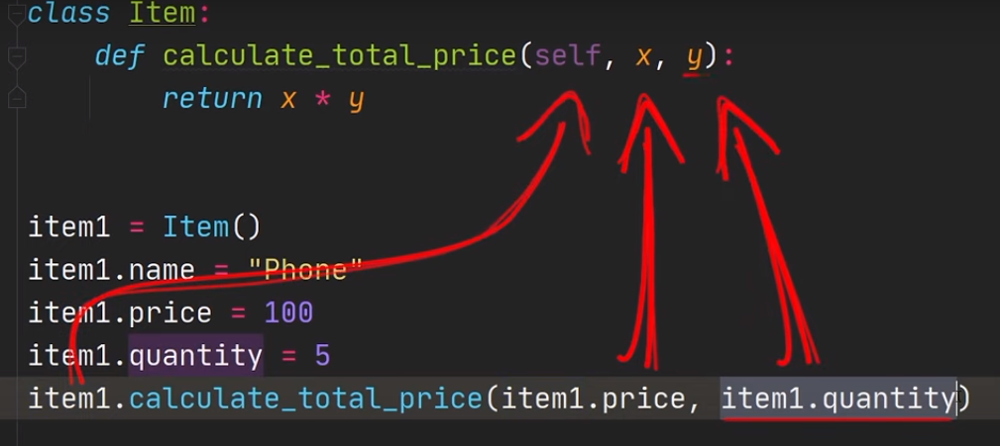 class Item:
    def calculate_total_price(self, x, y):
        return x * y
item1 = Item()
item1.name = "Phone"
item1.price = 100
item1.quantity = 5
item1.calculate_total_price(item1.price, item1.quantity)